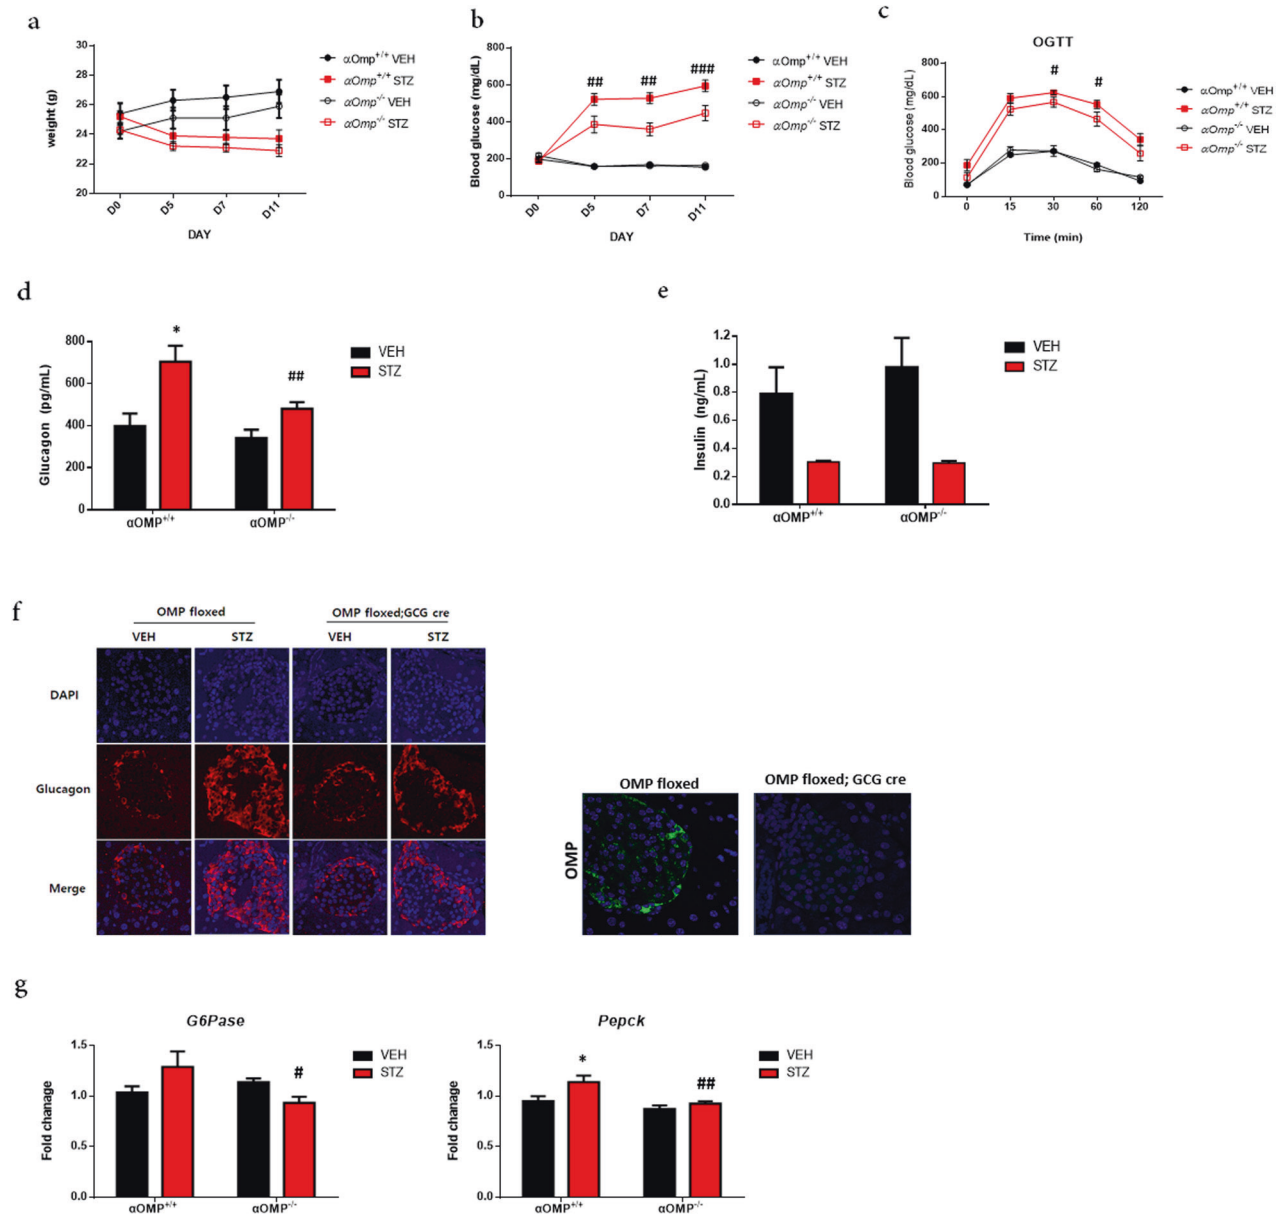 a
weight (g)
30
28
26
24
22
20
D0
D5
D7
D11
DAY
αOmp+/+ VEH
αOmp+/+ STZ
αOmp-/- VEH
αOmp-/- STZ
b
Blood glucose (mg/dL)
800
600
400
200
0
##
##
###
D0
D5
D7
D11
DAY
αOmp+/+ VEH
αOmp+/+ STZ
αOmp-/- VEH
αOmp-/- STZ
c
OGTT
Blood glucose (mg/dL)
800
600
400
200
0
#
#
0
15
30
60
120
Time (min)
αOmp+/+ VEH
αOmp+/+ STZ
αOmp-/- VEH
αOmp-/- STZ
d
Glucagon (pg/mL)
800
600
400
200
0
*
##
αOMP+/+
αOMP-/-
VEH
STZ
e
Insulin (ng/mL)
1.2
1.0
0.8
0.6
0.4
0.2
0.0
αOMP+/+
αOMP-/-
VEH
STZ
f
OMP floxed
OMP floxed;GCG cre
VEH
STZ
VEH
STZ
DAPI
Glucagon
Merge
OMP floxed
OMP floxed; GCG cre
OMP
g
G6Pase
Fold chanage
1.5
1.0
0.5
0.0
#
αOMP+/+
αOMP-/-
VEH
STZ
Pepck
Fold chanage
1.5
1.0
0.5
0.0
*
##
αOMP+/+
αOMP-/-
VEH
STZ